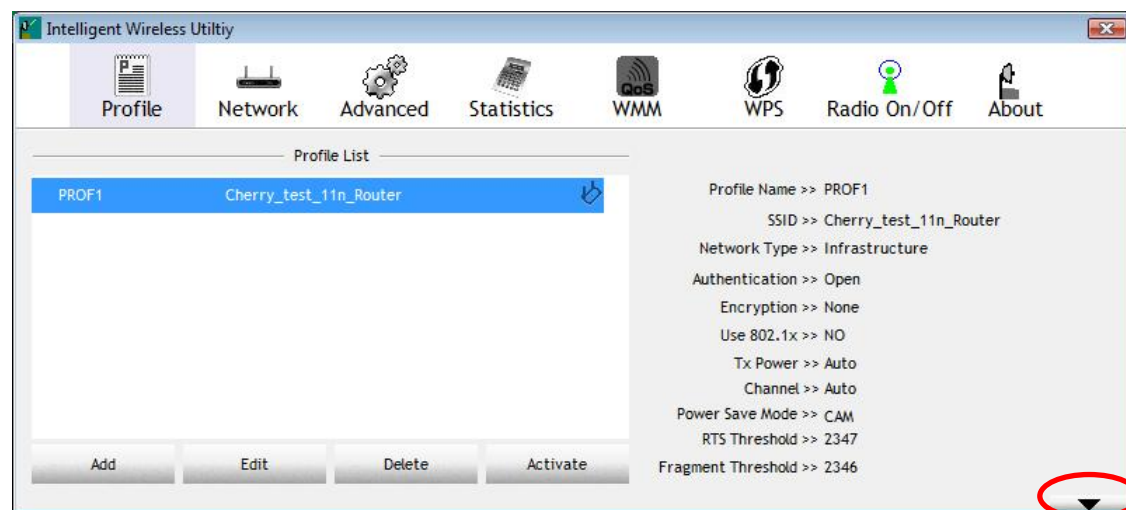 Intelligent Wireless Utiltiy
Profile
Network
Advanced
Statistics
QoS
WMM
WPS
Radio On/Off
About
Profile List
PROF1 Cherry_test_11n_Router
Add
Edit
Delete
Activate
Profile Name >> PROF1
SSID >> Cherry_test_11n_Router
Network Type >> Infrastructure
Authentication >> Open
Encryption >> None
Use 802.1x >> NO
Tx Power >> Auto
Channel >> Auto
Power Save Mode >> CAM
RTS Threshold >> 2347
Fragment Threshold >> 2346